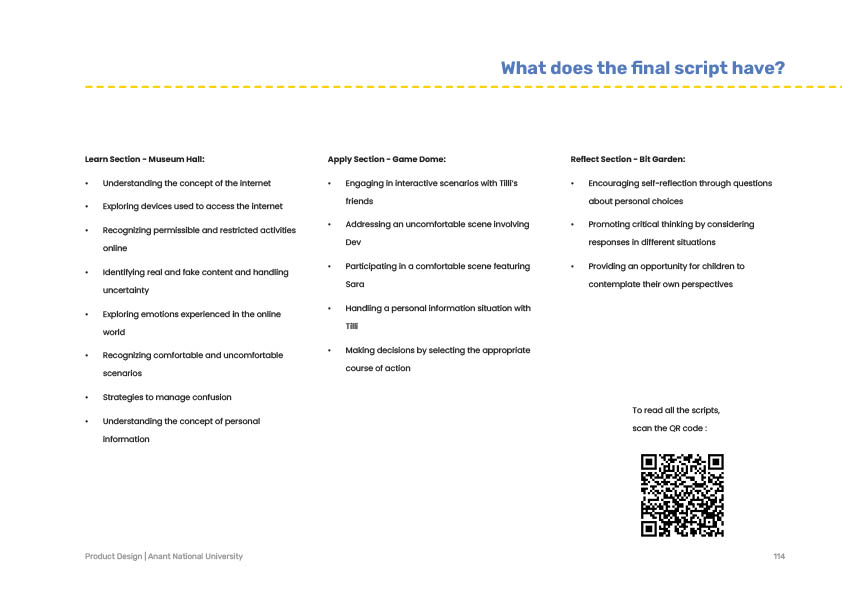 What does the final script have?
Learn Section - Museum Hall:
• Understanding the concept of the internet
• Exploring devices used to access the internet
• Recognizing permissible and restricted activities
online
• Identifying real and fake content and handling
uncertainty
• Exploring emotions experienced in the online
world
• Recognizing comfortable and uncomfortable
scenarios
• Strategies to manage confusion
• Understanding the concept of personal
information
Apply Section - Game Dome:
• Engaging in interactive scenarios with Tilli's
friends
• Addressing an uncomfortable scene involving
Dev
• Participating in a comfortable scene featuring
Sara
• Handling a personal information situation with
Tilli
• Making decisions by selecting the appropriate
course of action
Reflect Section - Bit Garden:
• Encouraging self-reflection through questions
about personal choices
• Promoting critical thinking by considering
responses in different situations
• Providing an opportunity for children to
contemplate their own perspectives
To read all the scripts,
scan the QR code :
Product Design | Anant National University
114